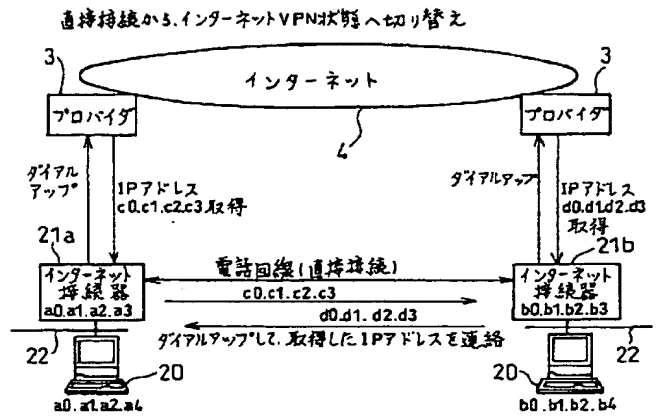 直接接続から、インターネットVPN状態へ切り替え
3
3
インターネット
プロバイダ
プロバイダ
4
ダイアル
アップ
IPアドレス
c0.c1.c2.c3取得
ダイアルアップ
IPアドレス
d0.d1.d2.d3
取得
21a
21b
インターネット
接続器
a0.a1.a2.a3
電話回線(直接接続)
インターネット
接続器
b0.b1.b2.b3
c0.c1.c2.c3
d0.d1.d2.d3
ダイアルアップして、取得したIPアドレスを連絡
22
22
20
20
a0.a1.a2.a4
b0.b1.b2.b4